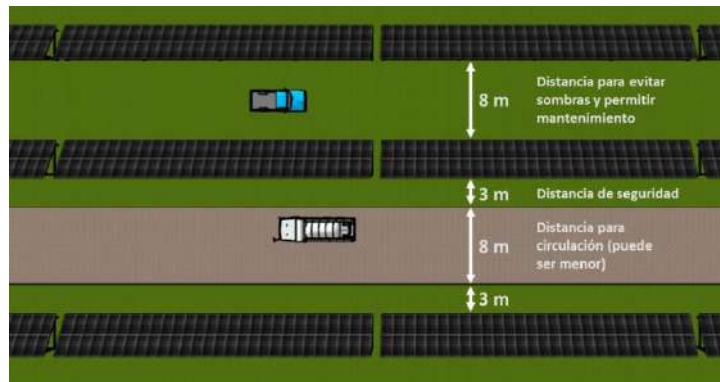 8 m
Distancia para evitar
sombras y permitir
mantenimiento
3 m
Distancia de seguridad
8 m
Distancia para
circulación (puede
ser menor)
3 m